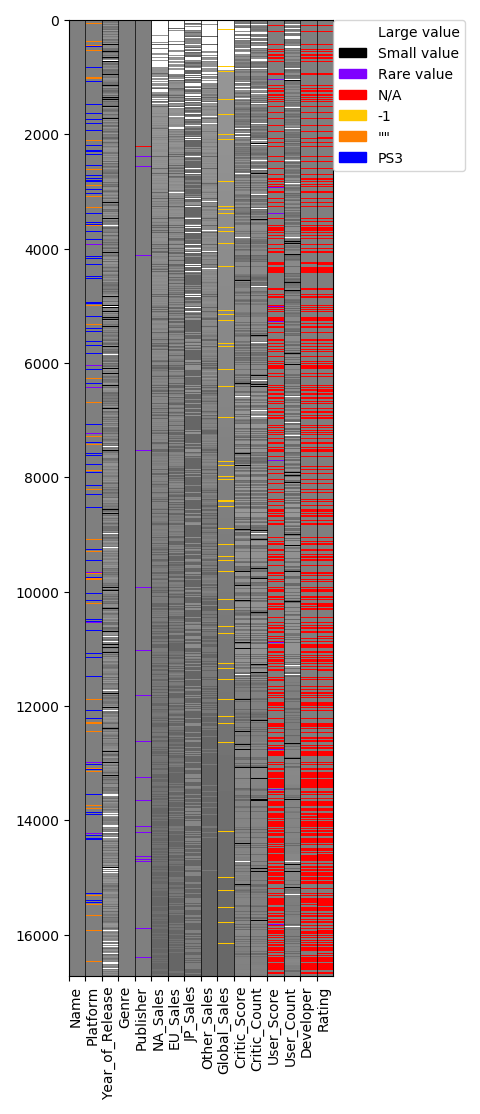 0
2000
4000
6000
8000
10000
12000
14000
16000
Large value
Small value
Rare value
N/A
-1
""
PS3
Name
Platform
Year_of_Release
Genre
Publisher
NA_Sales
EU_Sales
JP_Sales
Other_Sales
Global_Sales
Critic_Score
Critic_Count
User_Score
User_Count
Developer
Rating